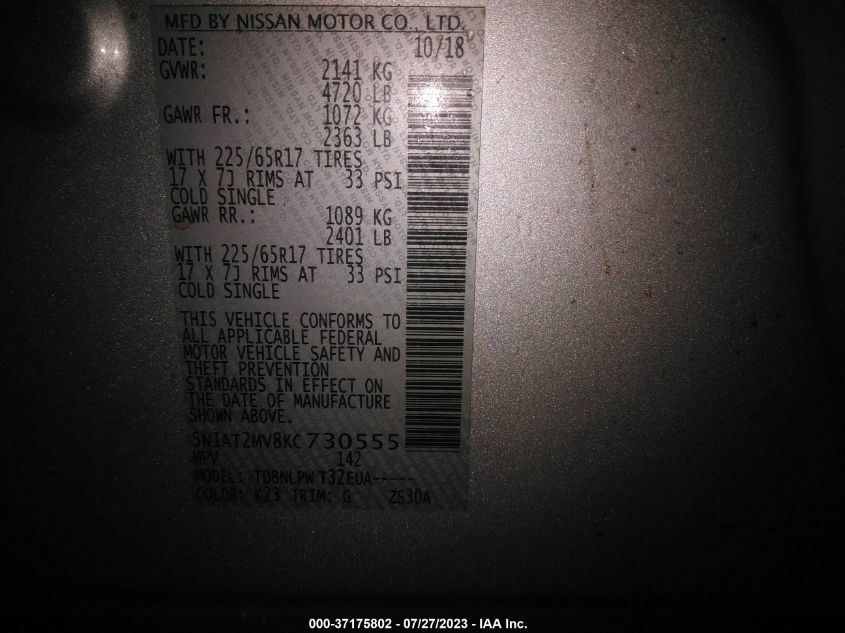 MFD BY NISSAN MOTOR CO., LTD.
DATE: 10/18
GVWR: 2141 KG
4720 LB
GAWR FR.: 1072 KG
2363 LB
WITH 225/65R17 TIRES
17 X 7J RIMS AT 33 PSI
COLD SINGLE
GAWR RR.: 1089 KG
2401 LB
WITH 225/65R17 TIRES
17 X 7J RIMS AT 33 PSI
COLD SINGLE
THIS VEHICLE CONFORMS TO
ALL APPLICABLE FEDERAL
MOTOR VEHICLE SAFETY AND
THEFT PREVENTION
STANDARDS IN EFFECT ON
THE DATE OF MANUFACTURE
SHOWN ABOVE.
5N1AT2MV8KC730555
MPV 142
MODEL: TDBNLPWT32EUA-----
COLOR: K23 TRIM: G ZS30A
000-37175802 - 07/27/2023 - IAA Inc.